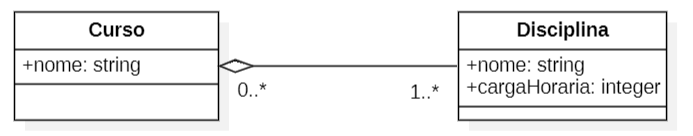 Curso
+nome: string
0..*
1..*
Disciplina
+nome: string
+cargaHoraria: integer